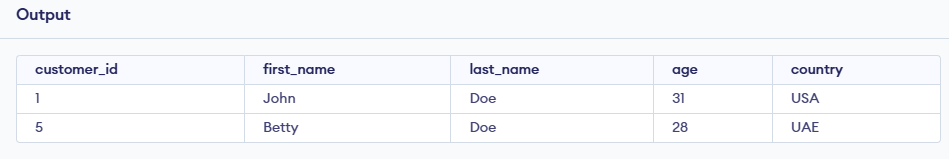 Output
customer_id first_name last_name age country
1 John Doe 31 USA
5 Betty Doe 28 UAE